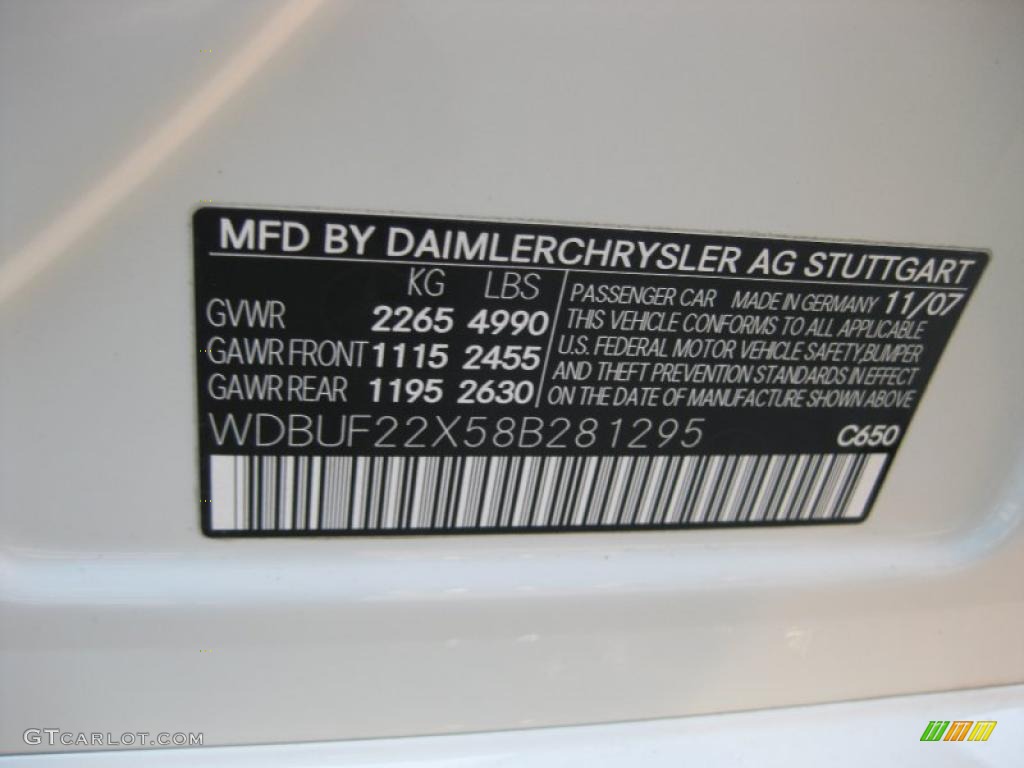 MFD BY DAIMLERCHRYSLER AG STUTTGART
KG LBS
GVWR 2265 4990
GAWR FRONT 1115 2455
GAWR REAR 1195 2630
PASSENGER CAR MADE IN GERMANY 11/07
THIS VEHICLE CONFORMS TO ALL APPLICABLE
U.S. FEDERAL MOTOR VEHICLE SAFETY,BUMPER
AND THEFT PREVENTION STANDARDS IN EFFECT
ON THE DATE OF MANUFACTURE SHOWN ABOVE
WDBUF22X58B281295 C650
GTCARLOT.COM